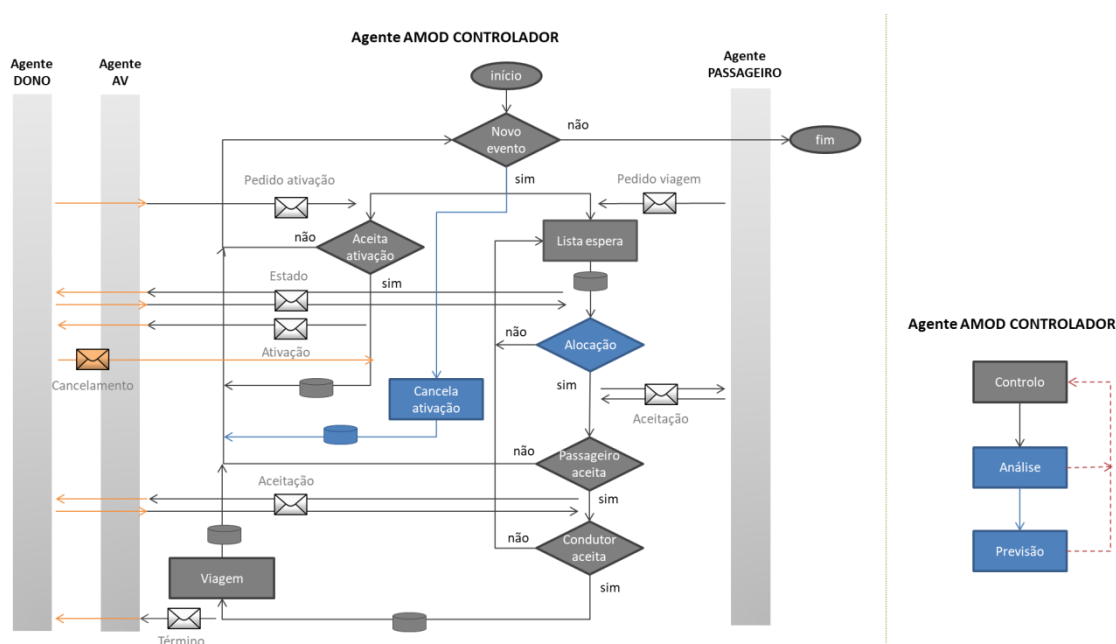 Agente AMOD CONTROLADOR
Agente
DONO
Agente
AV
Agente
PASSAGEIRO
início
Novo
evento
não
fim
sim
Pedido ativação
Pedido viagem
não
Aceita
ativação
Lista espera
Estado
sim
não
Alocação
Ativação
Cancelamento
sim
Cancela
ativação
Aceitação
não
Passageiro
aceita
Aceitação
sim
não
Condutor
aceita
Viagem
sim
Término
Agente AMOD CONTROLADOR
Controlo
Análise
Previsão